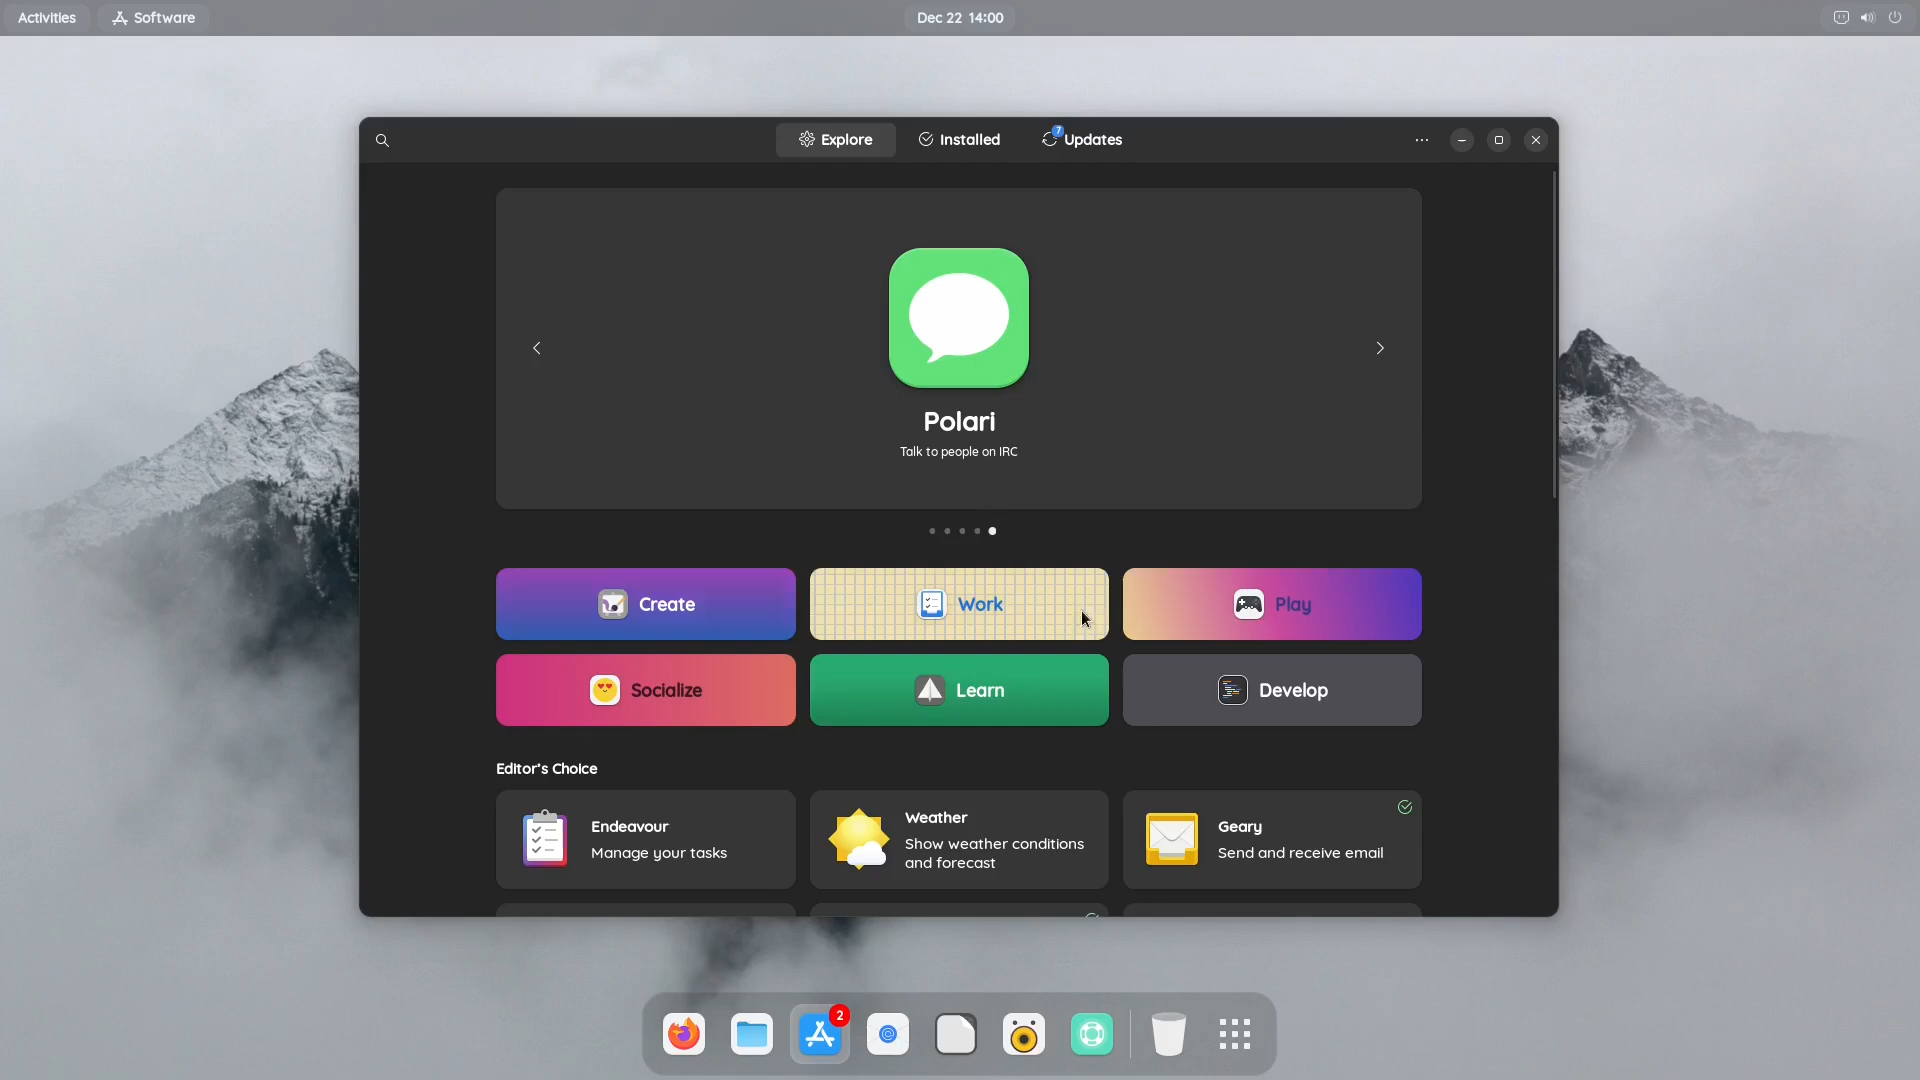 Activities
Software
Dec 22 14:00
Explore
Installed
7
Updates
Polari
Talk to people on IRC
Create
Work
Play
Socialize
Learn
Develop
Editor's Choice
Endeavour
Manage your tasks
Weather
Show weather conditions
and forecast
Geary
Send and receive email
2